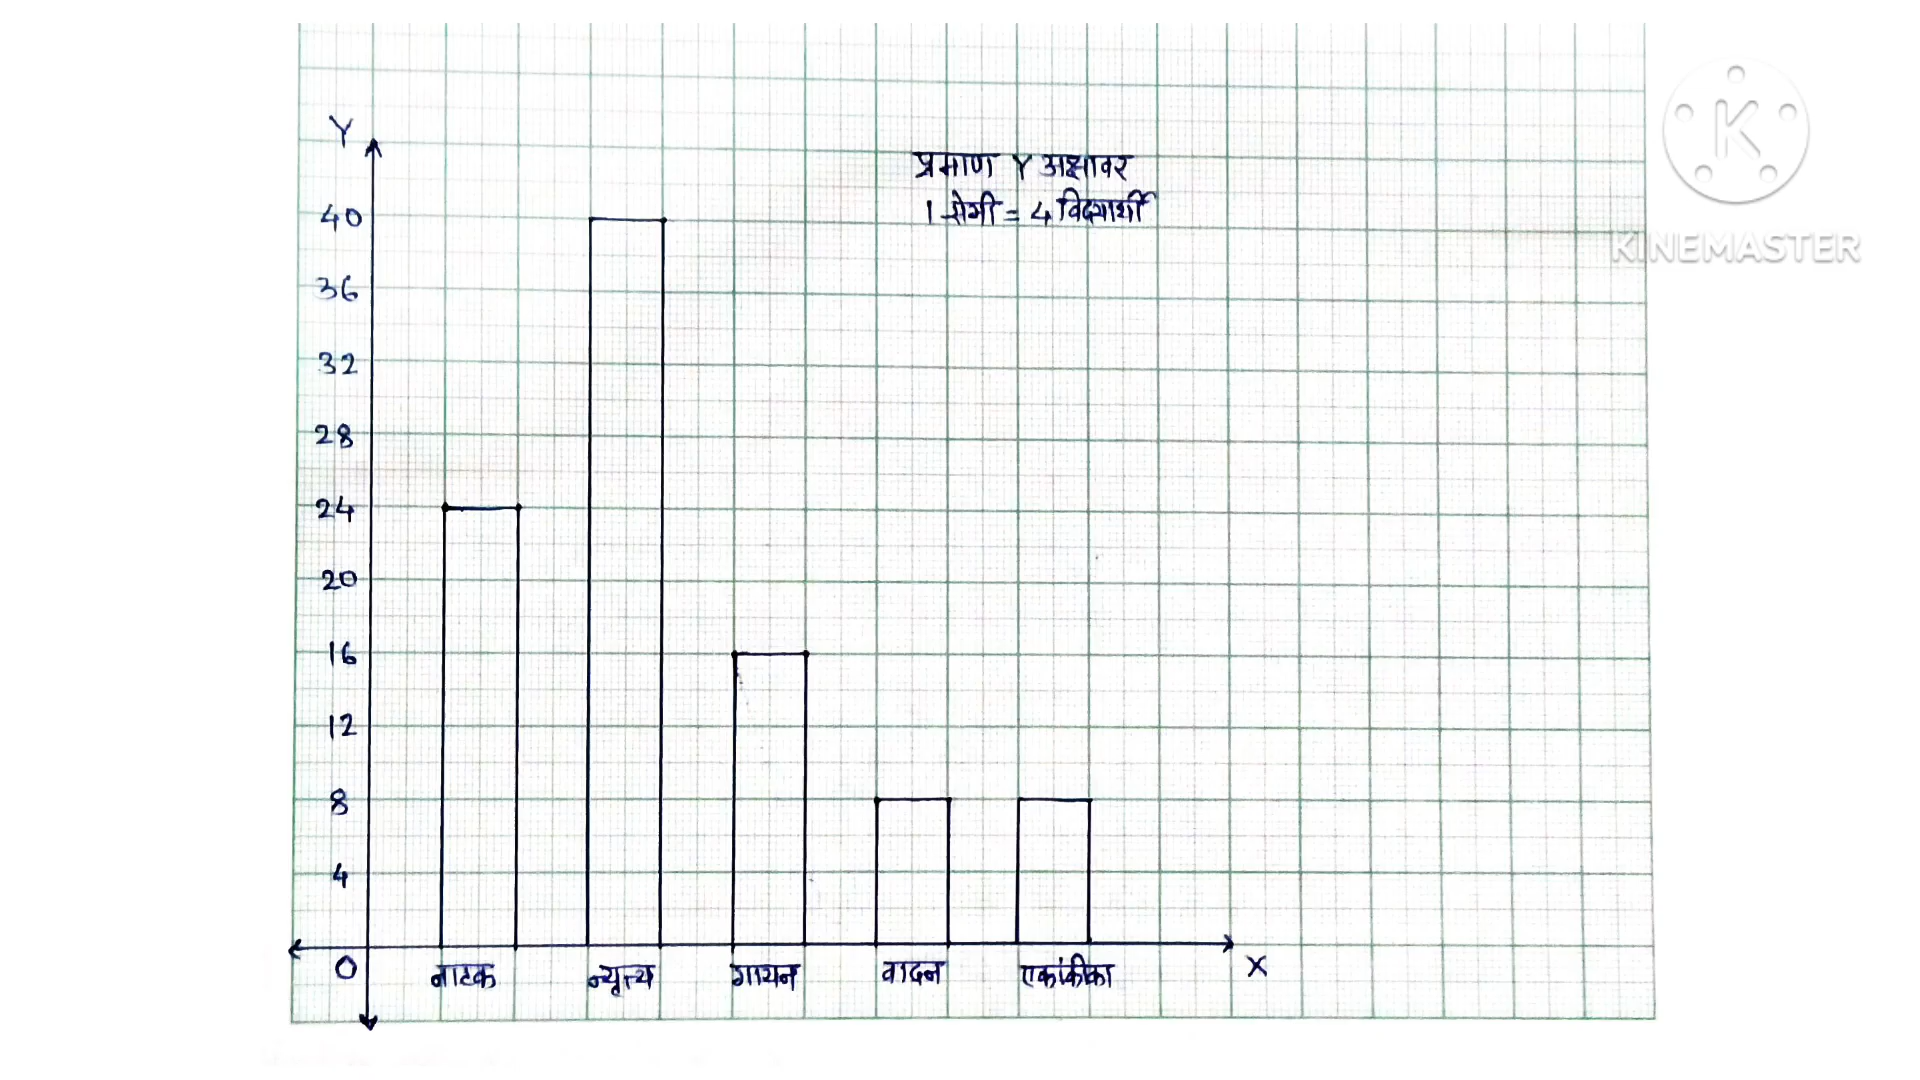 Y
प्रमाण Y अक्षावर
1 सेमी = 4 विद्यार्थी
KINEMASTER
40
36
32
28
24
20
16
12
8
4
0
नाटक न्यृत्य गायन वादन एकांकीका X